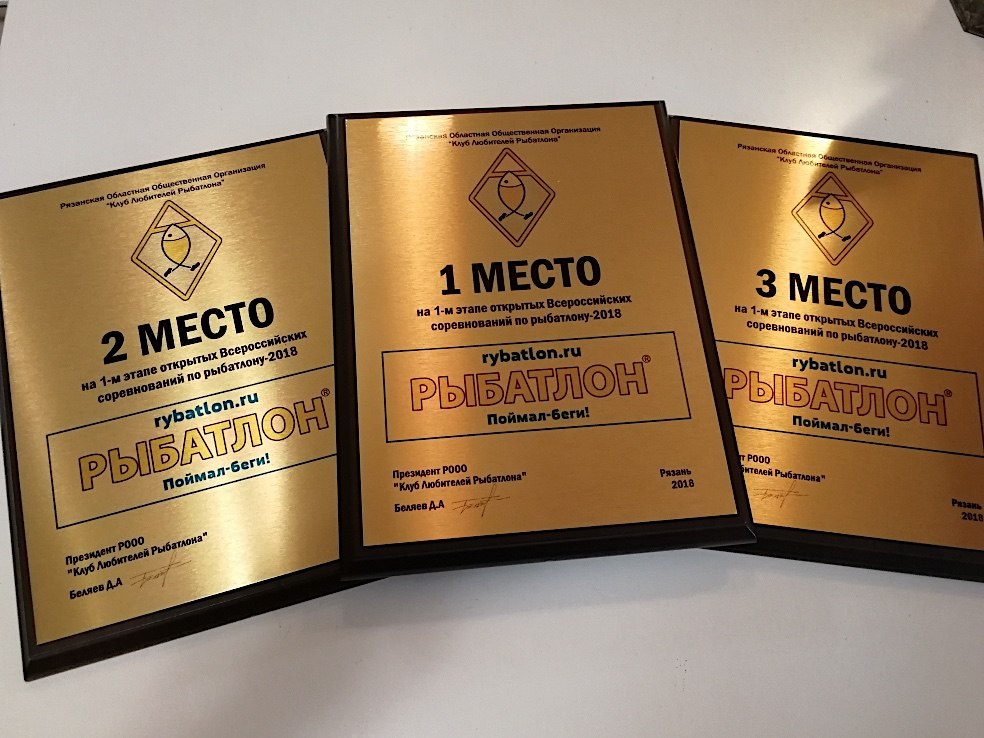 Рязанская Областная Общественная Организация
"Клуб Любителей Рыбатлона"
2 МЕСТО
на 1-м этапе открытых Всероссийских
соревнований по рыбатлону-2018
rybatlon.ru
РЫБАТЛОН®
Поймал-беги!
Президент РООО
"Клуб Любителей Рыбатлона"
Беляев Д.А
Рязанская Областная Общественная Организация
"Клуб Любителей Рыбатлона"
1 МЕСТО
на 1-м этапе открытых Всероссийских
соревнований по рыбатлону-2018
rybatlon.ru
РЫБАТЛОН®
Поймал-беги!
Президент РООО
"Клуб Любителей Рыбатлона"
Беляев Д.А
Рязань
2018
Рязанская Областная Общественная Организация
"Клуб Любителей Рыбатлона"
3 МЕСТО
на 1-м этапе открытых Всероссийских
соревнований по рыбатлону-2018
rybatlon.ru
РЫБАТЛОН®
Поймал-беги!
РООО
Рыбатлона"
Рязань
2018